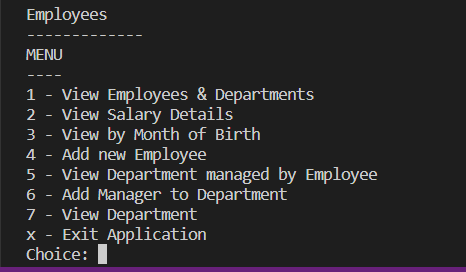 Employees
-------------
MENU
----
1 - View Employees & Departments
2 - View Salary Details
3 - View by Month of Birth
4 - Add new Employee
5 - View Department managed by Employee
6 - Add Manager to Department
7 - View Department
x - Exit Application
Choice: